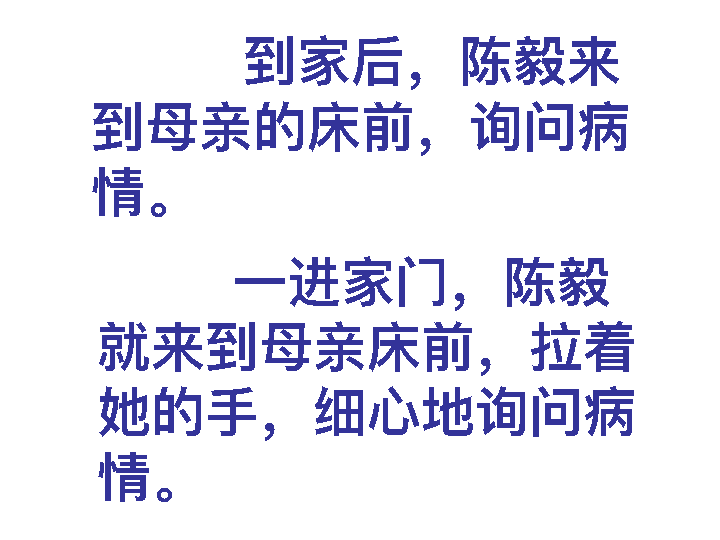 到家后，陈毅来
到母亲的床前，询问病
情。
一进家门，陈毅
就来到母亲床前，拉着
她的手，细心地询问病
情。